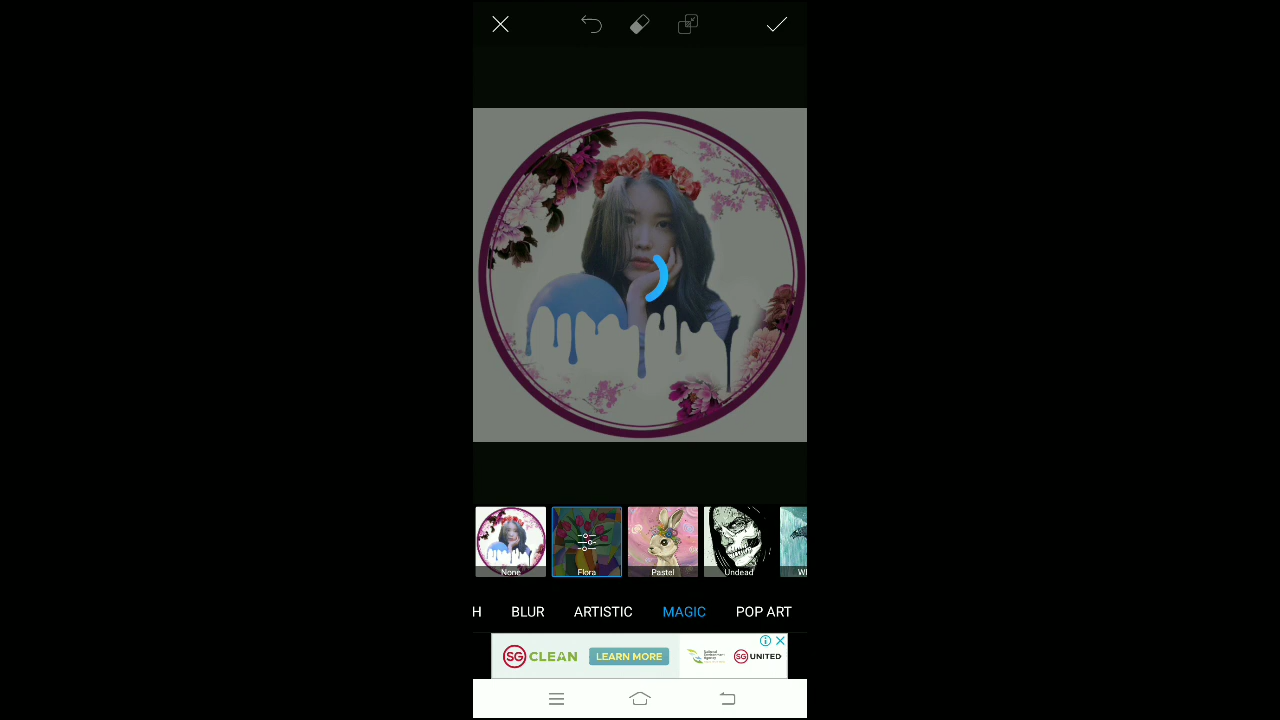 None
Flora
Pastel
Undead
H
BLUR
ARTISTIC
MAGIC
POP ART
SG CLEAN
LEARN MORE
SG UNITED